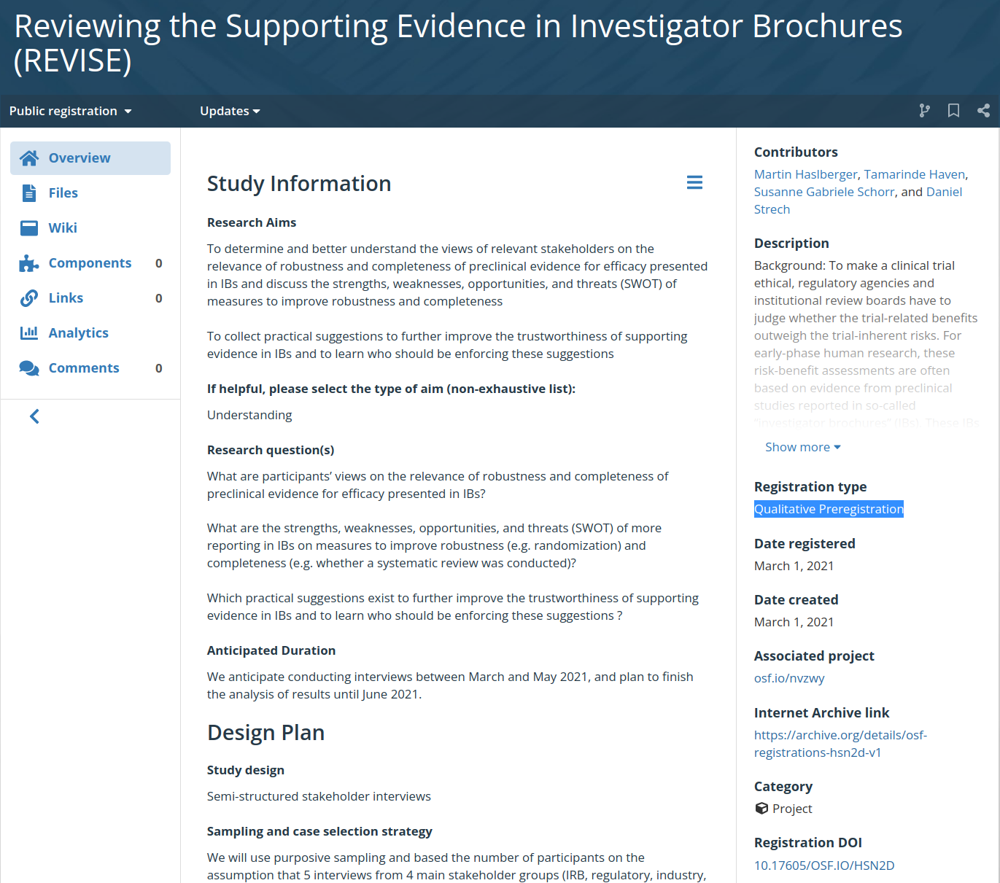 Reviewing the Supporting Evidence in Investigator Brochures
(REVISE)
Public registration
Updates
Overview
Files
Wiki
Components 0
Links 0
Analytics
Comments 0
Study Information
Research Aims
To determine and better understand the views of relevant stakeholders on the
relevance of robustness and completeness of preclinical evidence for efficacy presented
in IBs and discuss the strengths, weaknesses, opportunities, and threats (SWOT) of
measures to improve robustness and completeness
To collect practical suggestions to further improve the trustworthiness of supporting
evidence in IBs and to learn who should be enforcing these suggestions
If helpful, please select the type of aim (non-exhaustive list):
Understanding
Research question(s)
What are participants’ views on the relevance of robustness and completeness of
preclinical evidence for efficacy presented in IBs?
What are the strengths, weaknesses, opportunities, and threats (SWOT) of more
reporting in IBs on measures to improve robustness (e.g. randomization) and
completeness (e.g. whether a systematic review was conducted)?
Which practical suggestions exist to further improve the trustworthiness of supporting
evidence in IBs and to learn who should be enforcing these suggestions ?
Anticipated Duration
We anticipate conducting interviews between March and May 2021, and plan to finish
the analysis of results until June 2021.
Design Plan
Study design
Semi-structured stakeholder interviews
Sampling and case selection strategy
We will use purposive sampling and based the number of participants on the
assumption that 5 interviews from 4 main stakeholder groups (IRB, regulatory, industry,
Contributors
Martin Haslberger, Tamarinde Haven,
Susanne Gabriele Schorr, and Daniel
Strech
Description
Background: To make a clinical trial
ethical, regulatory agencies and
institutional review boards have to
judge whether the trial-related benefits
outweigh the trial-inherent risks. For
early-phase human research, these
risk-benefit assessments are often
based on evidence from preclinical
studies reported in so-called
“investigator brochures” (IBs). These IBs
Show more
Registration type
Qualitative Preregistration
Date registered
March 1, 2021
Date created
March 1, 2021
Associated project
osf.io/nvzwy
Internet Archive link
https://archive.org/details/osf-
registrations-hsn2d-v1
Category
Project
Registration DOI
10.17605/OSF.IO/HSN2D